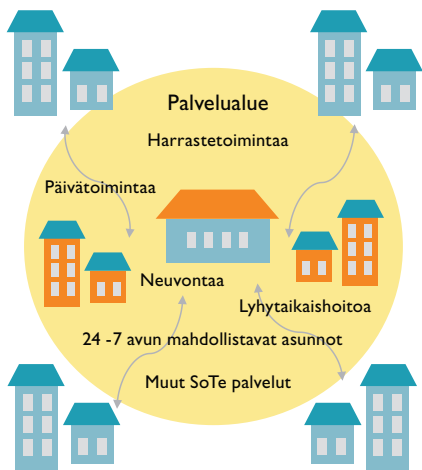 Palvelualue
Harrastetoimintaa
Päivätoimintaa
Neuvontaa
Lyhytaikaishoitoa
24 -7 avun mahdollistavat asunnot
Muut SoTe palvelut